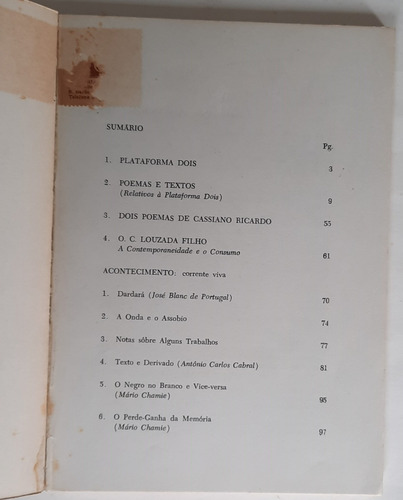 SUMÁRIO
Pg.
1. PLATAFORMA DOIS 3
2. POEMAS E TEXTOS
(Relativos à Plataforma Dois) 9
3. DOIS POEMAS DE CASSIANO RICARDO 55
4. O. C. LOUZADA FILHO
A Contemporaneidade e o Consumo 61
ACONTECIMENTO: corrente viva
1. Dardará (José Blanc de Portugal) 70
2. A Onda e o Assobio 74
3. Notas sôbre Alguns Trabalhos 77
4. Texto e Derivado (Antônio Carlos Cabral) 81
5. O Negro no Branco e Vice-versa
(Mário Chamie) 95
6. O Perde-Ganha da Memória
(Mário Chamie) 97